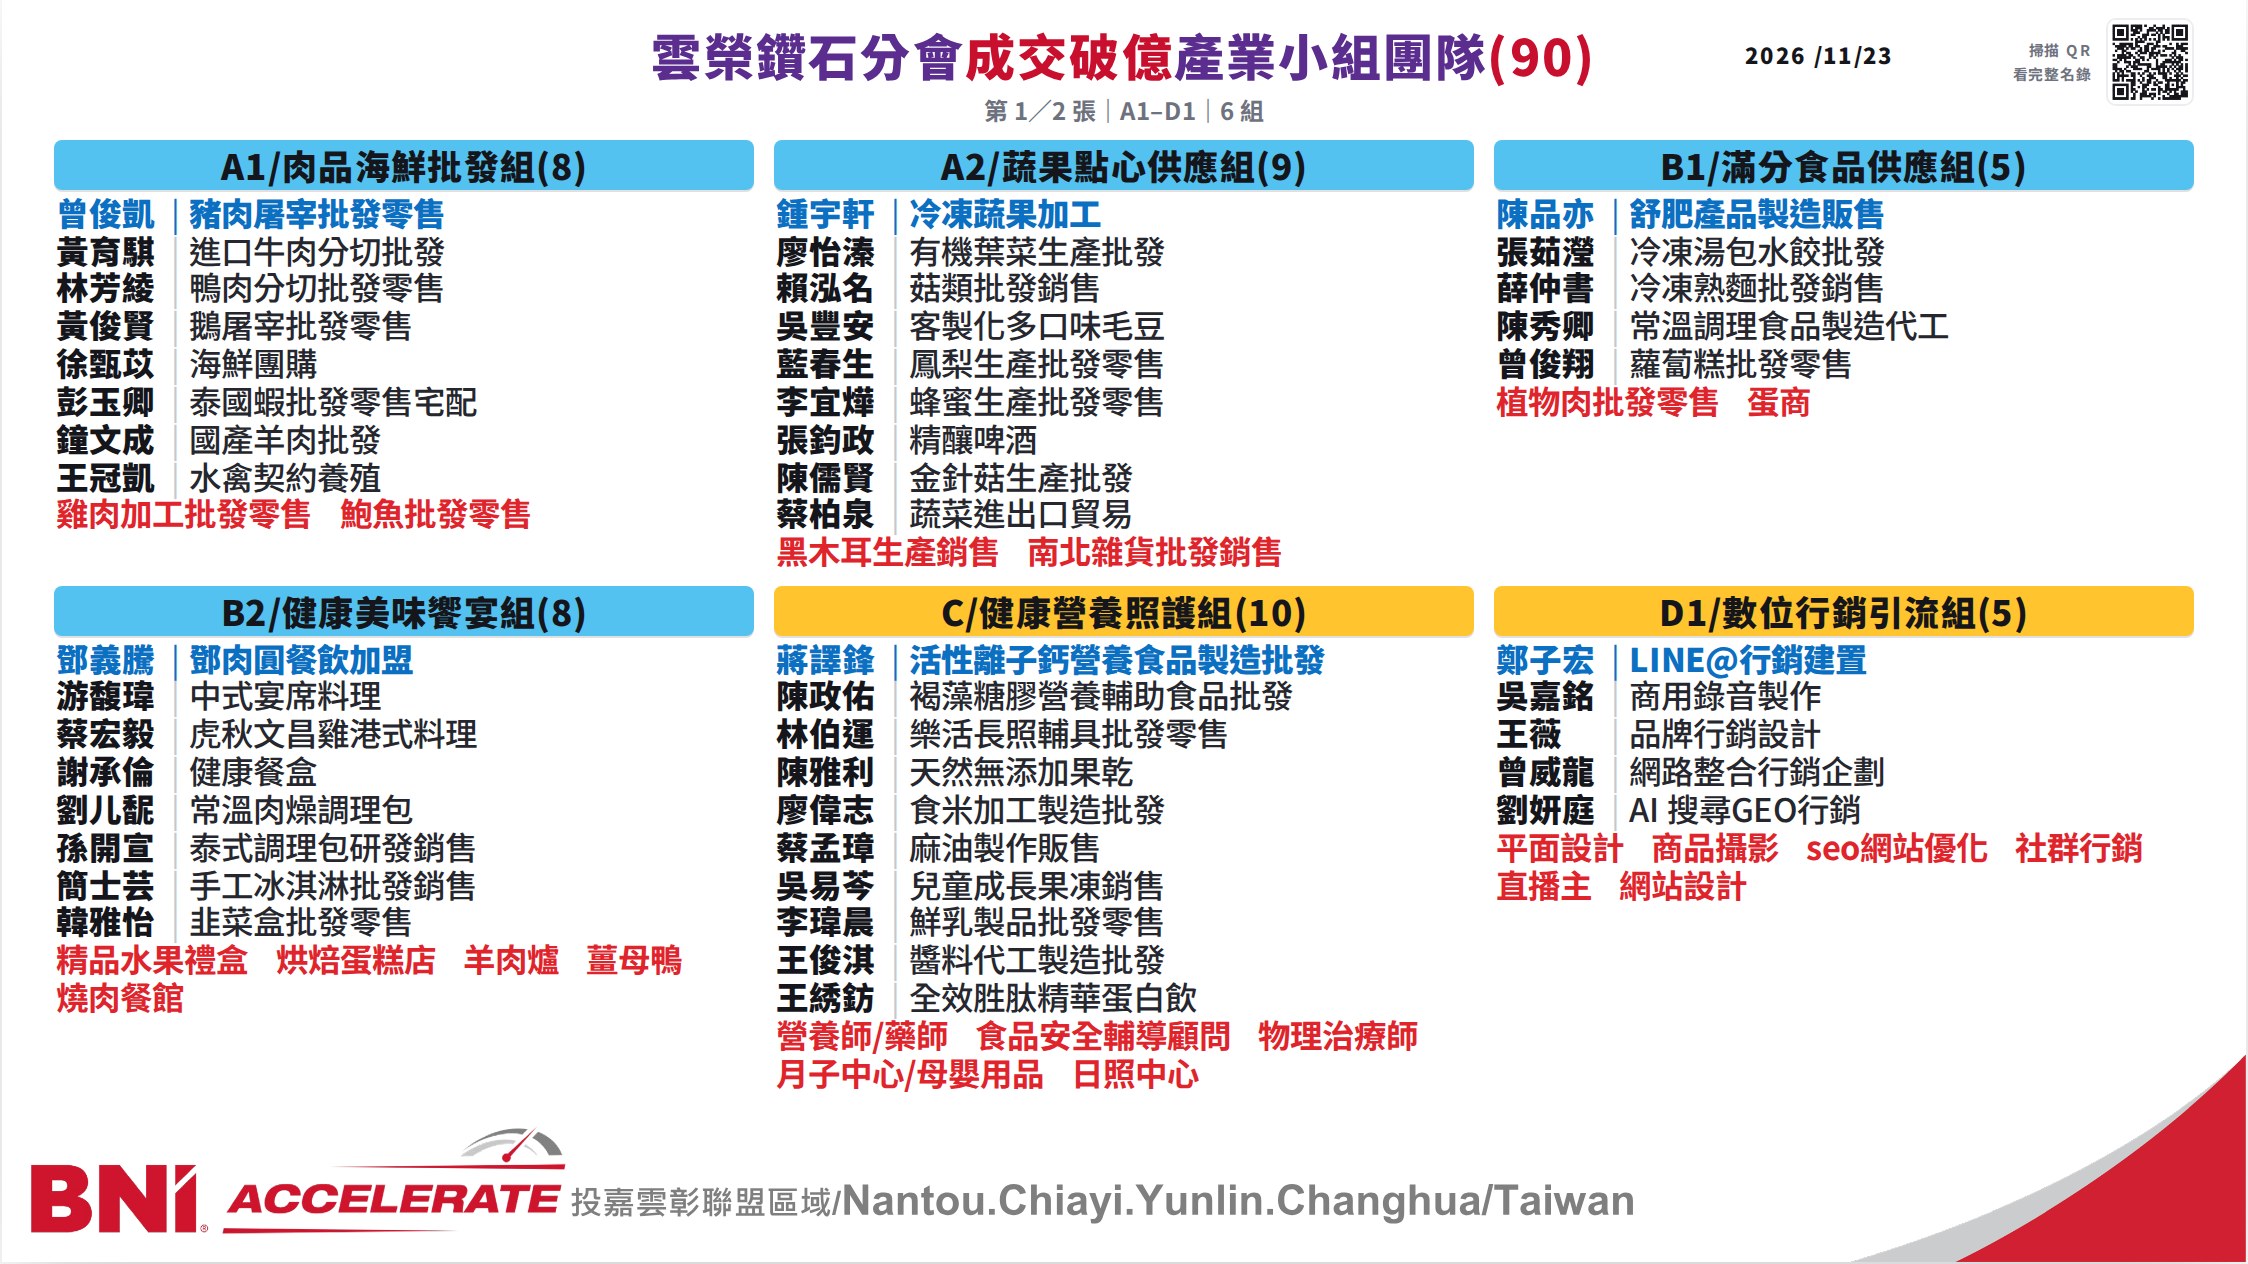 雲榮鑽石分會成交破億產業小組團隊(90)
2026 /11/23
掃描 QR
看完整名錄
第 1／2 張｜A1–D1｜6 組
A1/肉品海鮮批發組(8)
曾俊凱｜豬肉屠宰批發零售
黃育騏｜進口牛肉分切批發
林芳綾｜鴨肉分切批發零售
黃俊賢｜鵝屠宰批發零售
徐甄苡｜海鮮團購
彭玉卿｜泰國蝦批發零售宅配
鐘文成｜國產羊肉批發
王冠凱｜水禽契約養殖
雞肉加工批發零售 鮑魚批發零售
A2/蔬果點心供應組(9)
鍾宇軒｜冷凍蔬果加工
廖怡溱｜有機葉菜生產批發
賴泓名｜菇類批發銷售
吳豐安｜客製化多口味毛豆
藍春生｜鳳梨生產批發零售
李宜燁｜蜂蜜生產批發零售
張鈞政｜精釀啤酒
陳儒賢｜金針菇生產批發
蔡柏泉｜蔬菜進出口貿易
黑木耳生產銷售 南北雜貨批發銷售
B1/滿分食品供應組(5)
陳品亦｜舒肥產品製造販售
張茹瀅｜冷凍湯包水餃批發
薛仲書｜冷凍熟麵批發銷售
陳秀卿｜常溫調理食品製造代工
曾俊翔｜蘿蔔糕批發零售
植物肉批發零售 蛋商
B2/健康美味饗宴組(8)
鄧義騰｜鄧肉圓餐飲加盟
游馥瑋｜中式宴席料理
蔡宏毅｜虎秋文昌雞港式料理
謝承倫｜健康餐盒
劉儿馜｜常溫肉燥調理包
孫開宣｜泰式調理包研發銷售
簡士芸｜手工冰淇淋批發銷售
韓雅怡｜韭菜盒批發零售
精品水果禮盒 烘焙蛋糕店 羊肉爐 薑母鴨
燒肉餐館
C/健康營養照護組(10)
蔣譯鋒｜活性離子鈣營養食品製造批發
陳政佑｜褐藻糖膠營養輔助食品批發
林伯運｜樂活長照輔具批發零售
陳雅利｜天然無添加果乾
廖偉志｜食米加工製造批發
蔡孟璋｜麻油製作販售
吳易芩｜兒童成長果凍銷售
李瑋晨｜鮮乳製品批發零售
王俊淇｜醬料代工製造批發
王綉鈁｜全效胜肽精華蛋白飲
營養師/藥師 食品安全輔導顧問 物理治療師
月子中心/母嬰用品 日照中心
D1/數位行銷引流組(5)
鄭子宏｜LINE@行銷建置
吳嘉銘｜商用錄音製作
王薇｜品牌行銷設計
曾威龍｜網路整合行銷企劃
劉妍庭｜AI 搜尋GEO行銷
平面設計 商品攝影 seo網站優化 社群行銷
直播主 網站設計
BNI® ACCELERATE 投嘉雲彰聯盟區域/Nantou.Chiayi.Yunlin.Changhua/Taiwan